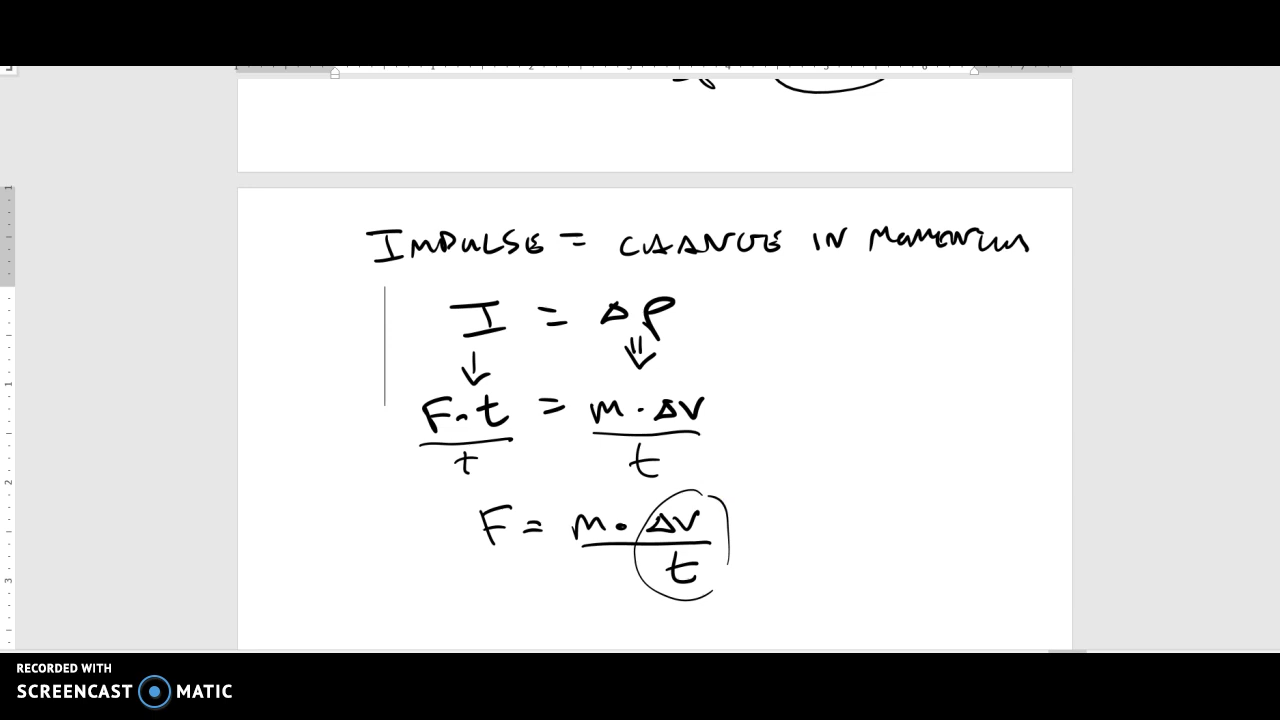 IMPULSE = CHANGE IN MOMENTUM
I = Δp
↓ ⇓
F · t = m · Δv
t t
F = m · Δv
t
RECORDED WITH
SCREENCAST MATIC